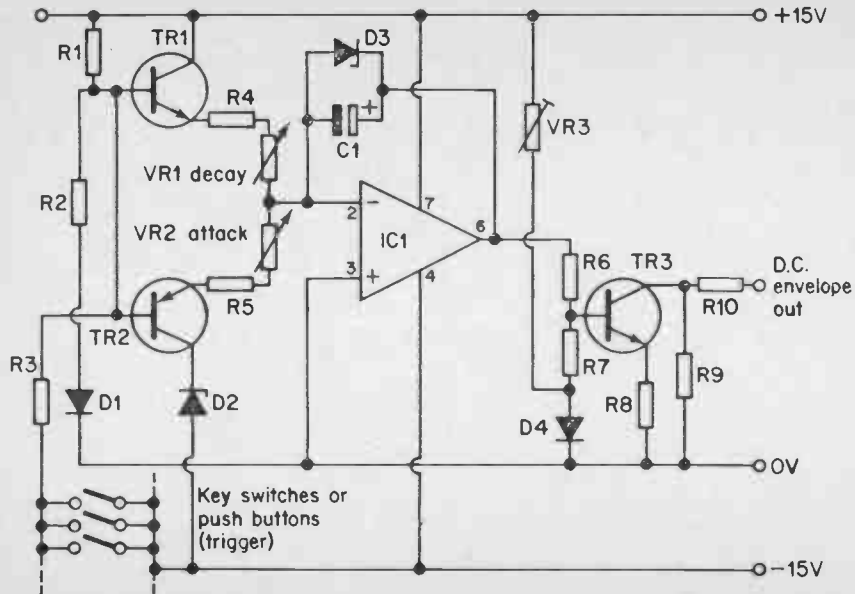 +15V
R1
TR1
D3
R4
C1
+
VR3
VR1 decay
R2
VR2 attack
2
-
7
6
IC1
3
+
4
R6
TR3
D.C.
envelope
out
R10
R5
TR2
R7
R3
R9
R8
D1
D2
D4
0V
Key switches or
push buttons
(trigger)
-15V